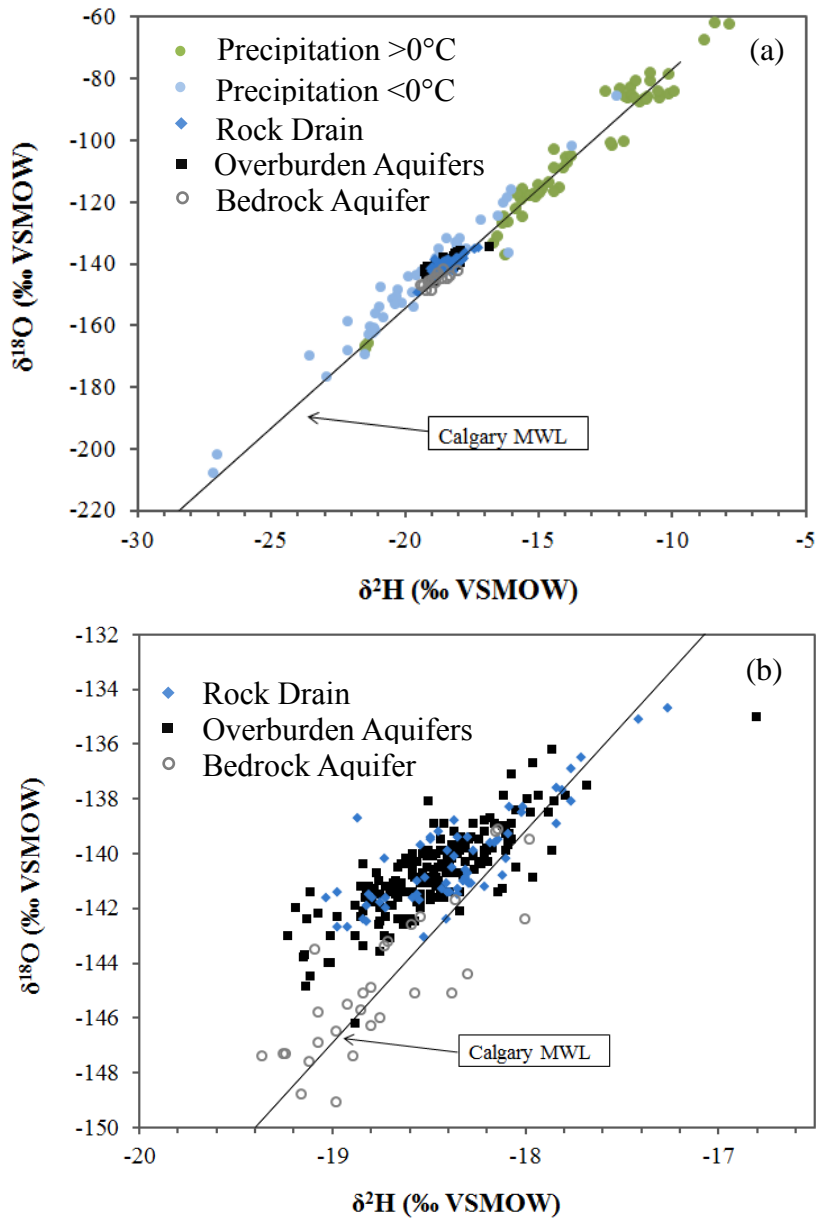 (a)
Precipitation >0°C
Precipitation <0°C
Rock Drain
Overburden Aquifers
Bedrock Aquifer
δ¹⁸O (‰ VSMOW)
-60
-80
-100
-120
-140
-160
-180
-200
-220
Calgary MWL
-30
-25
-20
-15
-10
-5
δ²H (‰ VSMOW)
(b)
Rock Drain
Overburden Aquifers
Bedrock Aquifer
δ¹⁸O (‰ VSMOW)
-132
-134
-136
-138
-140
-142
-144
-146
-148
-150
Calgary MWL
-20
-19
-18
-17
δ²H (‰ VSMOW)